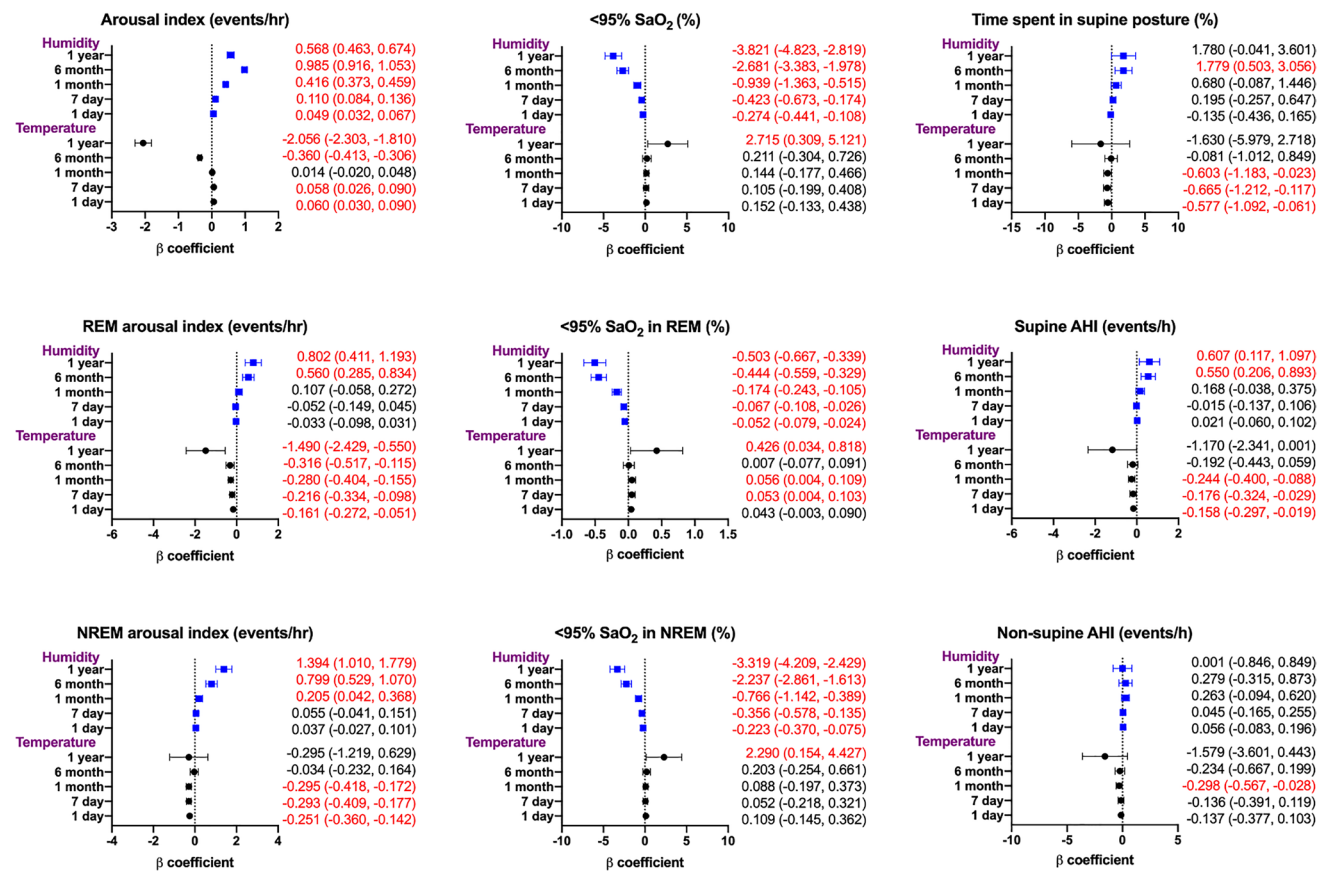 Arousal index (events/hr)
Humidity
1 year 0.568 (0.463, 0.674)
6 month 0.985 (0.916, 1.053)
1 month 0.416 (0.373, 0.459)
7 day 0.110 (0.084, 0.136)
1 day 0.049 (0.032, 0.067)
Temperature
1 year -2.056 (-2.303, -1.810)
6 month -0.360 (-0.413, -0.306)
1 month 0.014 (-0.020, 0.048)
7 day 0.058 (0.026, 0.090)
1 day 0.060 (0.030, 0.090)
-3 -2 -1 0 1 2
β coefficient
<95% SaO2 (%)
Humidity
1 year -3.821 (-4.823, -2.819)
6 month -2.681 (-3.383, -1.978)
1 month -0.939 (-1.363, -0.515)
7 day -0.423 (-0.673, -0.174)
1 day -0.274 (-0.441, -0.108)
Temperature
1 year 2.715 (0.309, 5.121)
6 month 0.211 (-0.304, 0.726)
1 month 0.144 (-0.177, 0.466)
7 day 0.105 (-0.199, 0.408)
1 day 0.152 (-0.133, 0.438)
-10 -5 0 5 10
β coefficient
Time spent in supine posture (%)
Humidity
1 year 1.780 (-0.041, 3.601)
6 month 1.779 (0.503, 3.056)
1 month 0.680 (-0.087, 1.446)
7 day 0.195 (-0.257, 0.647)
1 day -0.135 (-0.436, 0.165)
Temperature
1 year -1.630 (-5.979, 2.718)
6 month -0.081 (-1.012, 0.849)
1 month -0.603 (-1.183, -0.023)
7 day -0.665 (-1.212, -0.117)
1 day -0.577 (-1.092, -0.061)
-15 -10 -5 0 5 10
β coefficient
REM arousal index (events/hr)
Humidity
1 year 0.802 (0.411, 1.193)
6 month 0.560 (0.285, 0.834)
1 month 0.107 (-0.058, 0.272)
7 day -0.052 (-0.149, 0.045)
1 day -0.033 (-0.098, 0.031)
Temperature
1 year -1.490 (-2.429, -0.550)
6 month -0.316 (-0.517, -0.115)
1 month -0.280 (-0.404, -0.155)
7 day -0.216 (-0.334, -0.098)
1 day -0.161 (-0.272, -0.051)
-6 -4 -2 0 2
β coefficient
<95% SaO2 in REM (%)
Humidity
1 year -0.503 (-0.667, -0.339)
6 month -0.444 (-0.559, -0.329)
1 month -0.174 (-0.243, -0.105)
7 day -0.067 (-0.108, -0.026)
1 day -0.052 (-0.079, -0.024)
Temperature
1 year 0.426 (0.034, 0.818)
6 month 0.007 (-0.077, 0.091)
1 month 0.056 (0.004, 0.109)
7 day 0.053 (0.004, 0.103)
1 day 0.043 (-0.003, 0.090)
-1.0 -0.5 0.0 0.5 1.0 1.5
β coefficient
Supine AHI (events/h)
Humidity
1 year 0.607 (0.117, 1.097)
6 month 0.550 (0.206, 0.893)
1 month 0.168 (-0.038, 0.375)
7 day -0.015 (-0.137, 0.106)
1 day 0.021 (-0.060, 0.102)
Temperature
1 year -1.170 (-2.341, 0.001)
6 month -0.192 (-0.443, 0.059)
1 month -0.244 (-0.400, -0.088)
7 day -0.176 (-0.324, -0.029)
1 day -0.158 (-0.297, -0.019)
-6 -4 -2 0 2
β coefficient
NREM arousal index (events/hr)
Humidity
1 year 1.394 (1.010, 1.779)
6 month 0.799 (0.529, 1.070)
1 month 0.205 (0.042, 0.368)
7 day 0.055 (-0.041, 0.151)
1 day 0.037 (-0.027, 0.101)
Temperature
1 year -0.295 (-1.219, 0.629)
6 month -0.034 (-0.232, 0.164)
1 month -0.295 (-0.418, -0.172)
7 day -0.293 (-0.409, -0.177)
1 day -0.251 (-0.360, -0.142)
-4 -2 0 2 4
β coefficient
<95% SaO2 in NREM (%)
Humidity
1 year -3.319 (-4.209, -2.429)
6 month -2.237 (-2.861, -1.613)
1 month -0.766 (-1.142, -0.389)
7 day -0.356 (-0.578, -0.135)
1 day -0.223 (-0.370, -0.075)
Temperature
1 year 2.290 (0.154, 4.427)
6 month 0.203 (-0.254, 0.661)
1 month 0.088 (-0.197, 0.373)
7 day 0.052 (-0.218, 0.321)
1 day 0.109 (-0.145, 0.362)
-10 -5 0 5 10
β coefficient
Non-supine AHI (events/h)
Humidity
1 year 0.001 (-0.846, 0.849)
6 month 0.279 (-0.315, 0.873)
1 month 0.263 (-0.094, 0.620)
7 day 0.045 (-0.165, 0.255)
1 day 0.056 (-0.083, 0.196)
Temperature
1 year -1.579 (-3.601, 0.443)
6 month -0.234 (-0.667, 0.199)
1 month -0.298 (-0.567, -0.028)
7 day -0.136 (-0.391, 0.119)
1 day -0.137 (-0.377, 0.103)
-10 -5 0 5
β coefficient